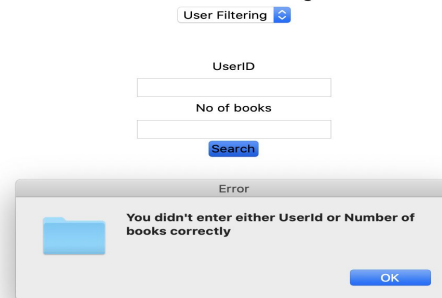 User Filtering
UserID
No of books
Search
Error
You didn't enter either UserId or Number of
books correctly
OK